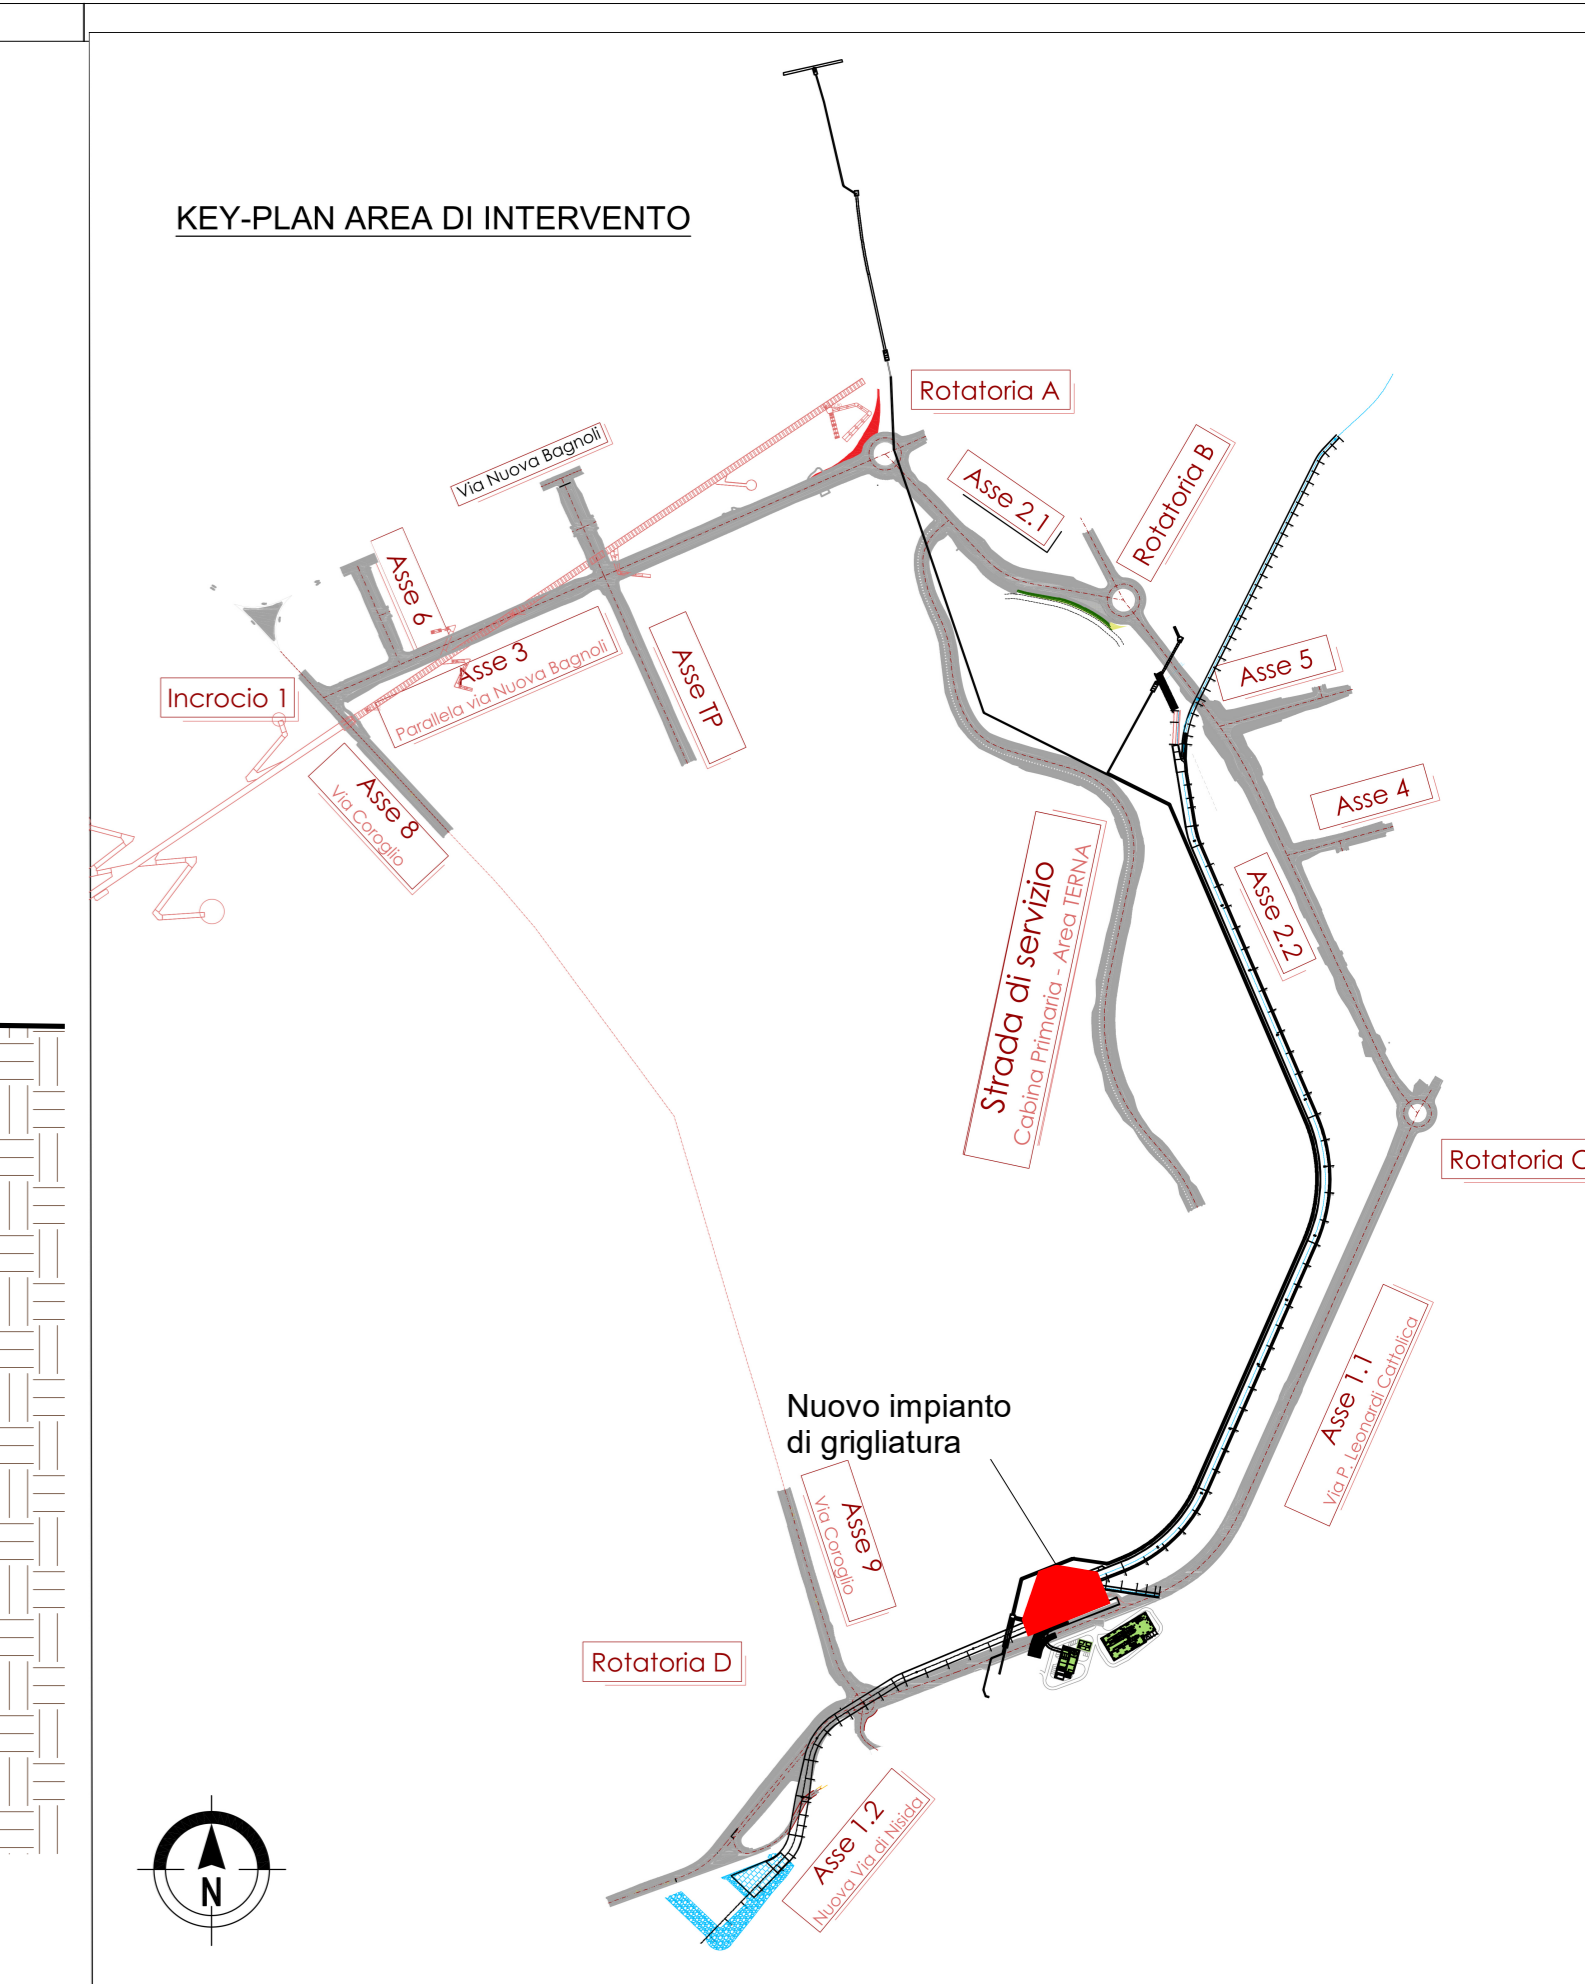 KEY-PLAN AREA DI INTERVENTO
Rotatoria A
Via Nuova Bagnoli
Asse 2.1
Rotatoria B
Asse 6
Asse 3
Parallela via Nuova Bagnoli
Asse TP
Asse 5
Incrocio 1
Asse 8
Via Coroglio
Asse 4
Strada di servizio
Cabina Primaria - Area TERNA
Asse 2.2
Rotatoria C
Asse 1.1
Via P. Leonardi Cattolica
Nuovo impianto
di grigliatura
Asse 9
Via Coroglio
Rotatoria D
Asse 1.2
Nuova Via di Nisida
N